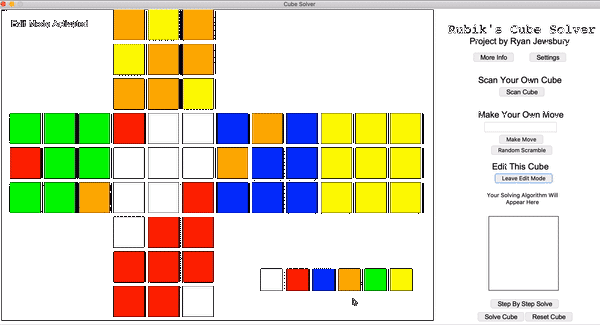 Cube Solver
Edit Mode Activated
Rubik's Cube Solver
Project by Ryan Jewsbury
More Info
Settings
Scan Your Own Cube
Scan Cube
Make Your Own Move
Make Move
Random Scramble
Edit This Cube
Leave Edit Mode
Your Solving Algorithm Will
Appear Here
Step By Step Solve
Solve Cube
Reset Cube